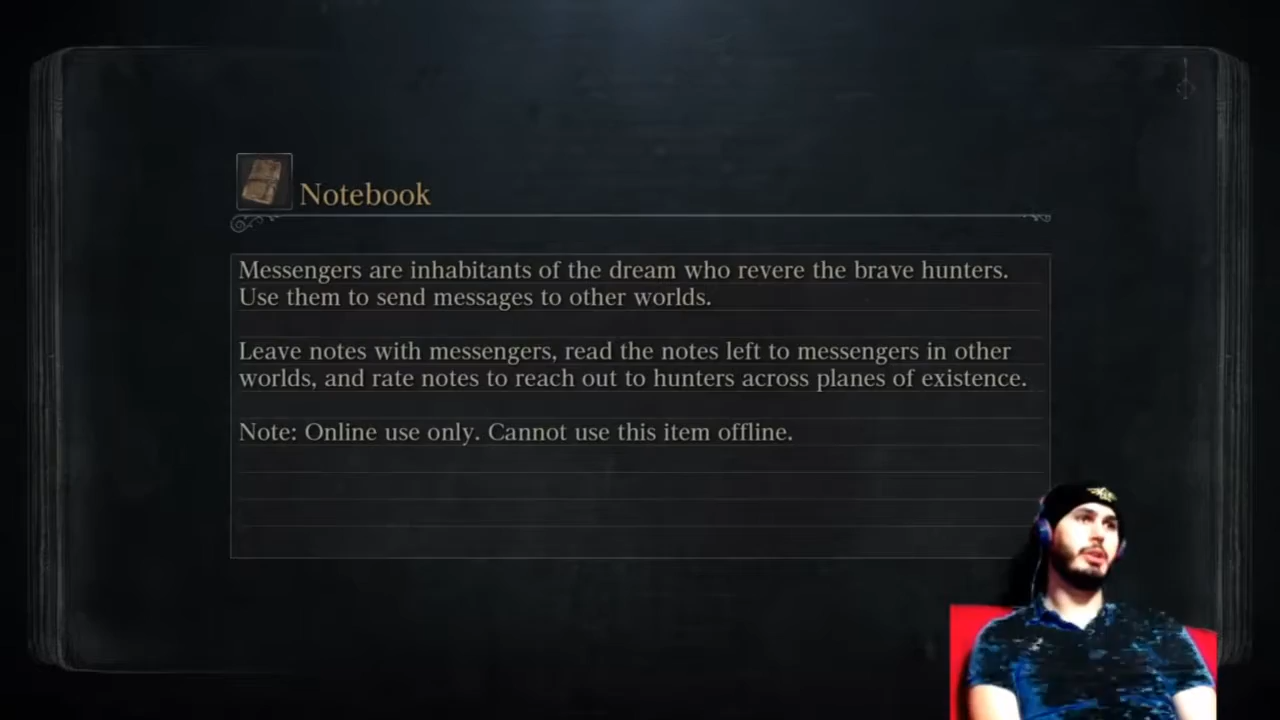 Notebook
Messengers are inhabitants of the dream who revere the brave hunters.
Use them to send messages to other worlds.
Leave notes with messengers, read the notes left to messengers in other
worlds, and rate notes to reach out to hunters across planes of existence.
Note: Online use only. Cannot use this item offline.